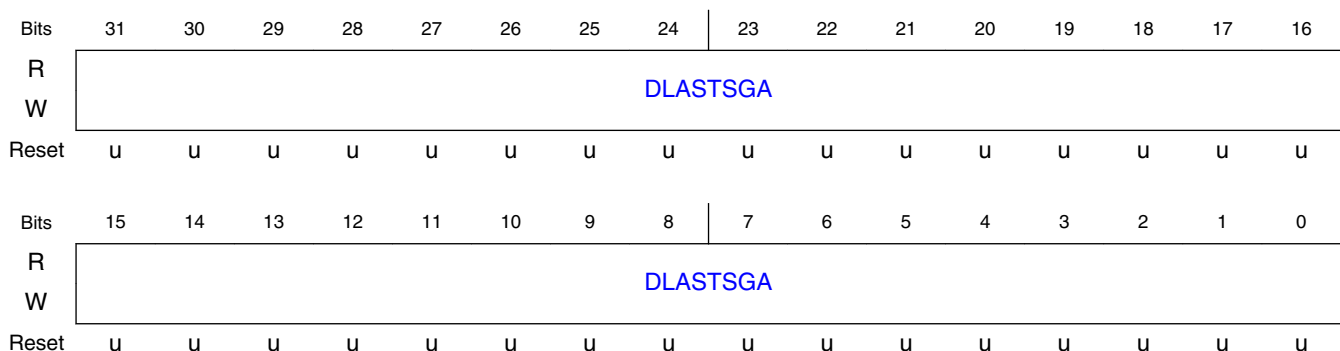 Bits 31 30 29 28 27 26 25 24 23 22 21 20 19 18 17 16
R
DLASTSGA
W
Reset u u u u u u u u u u u u u u u u
Bits 15 14 13 12 11 10 9 8 7 6 5 4 3 2 1 0
R
DLASTSGA
W
Reset u u u u u u u u u u u u u u u u